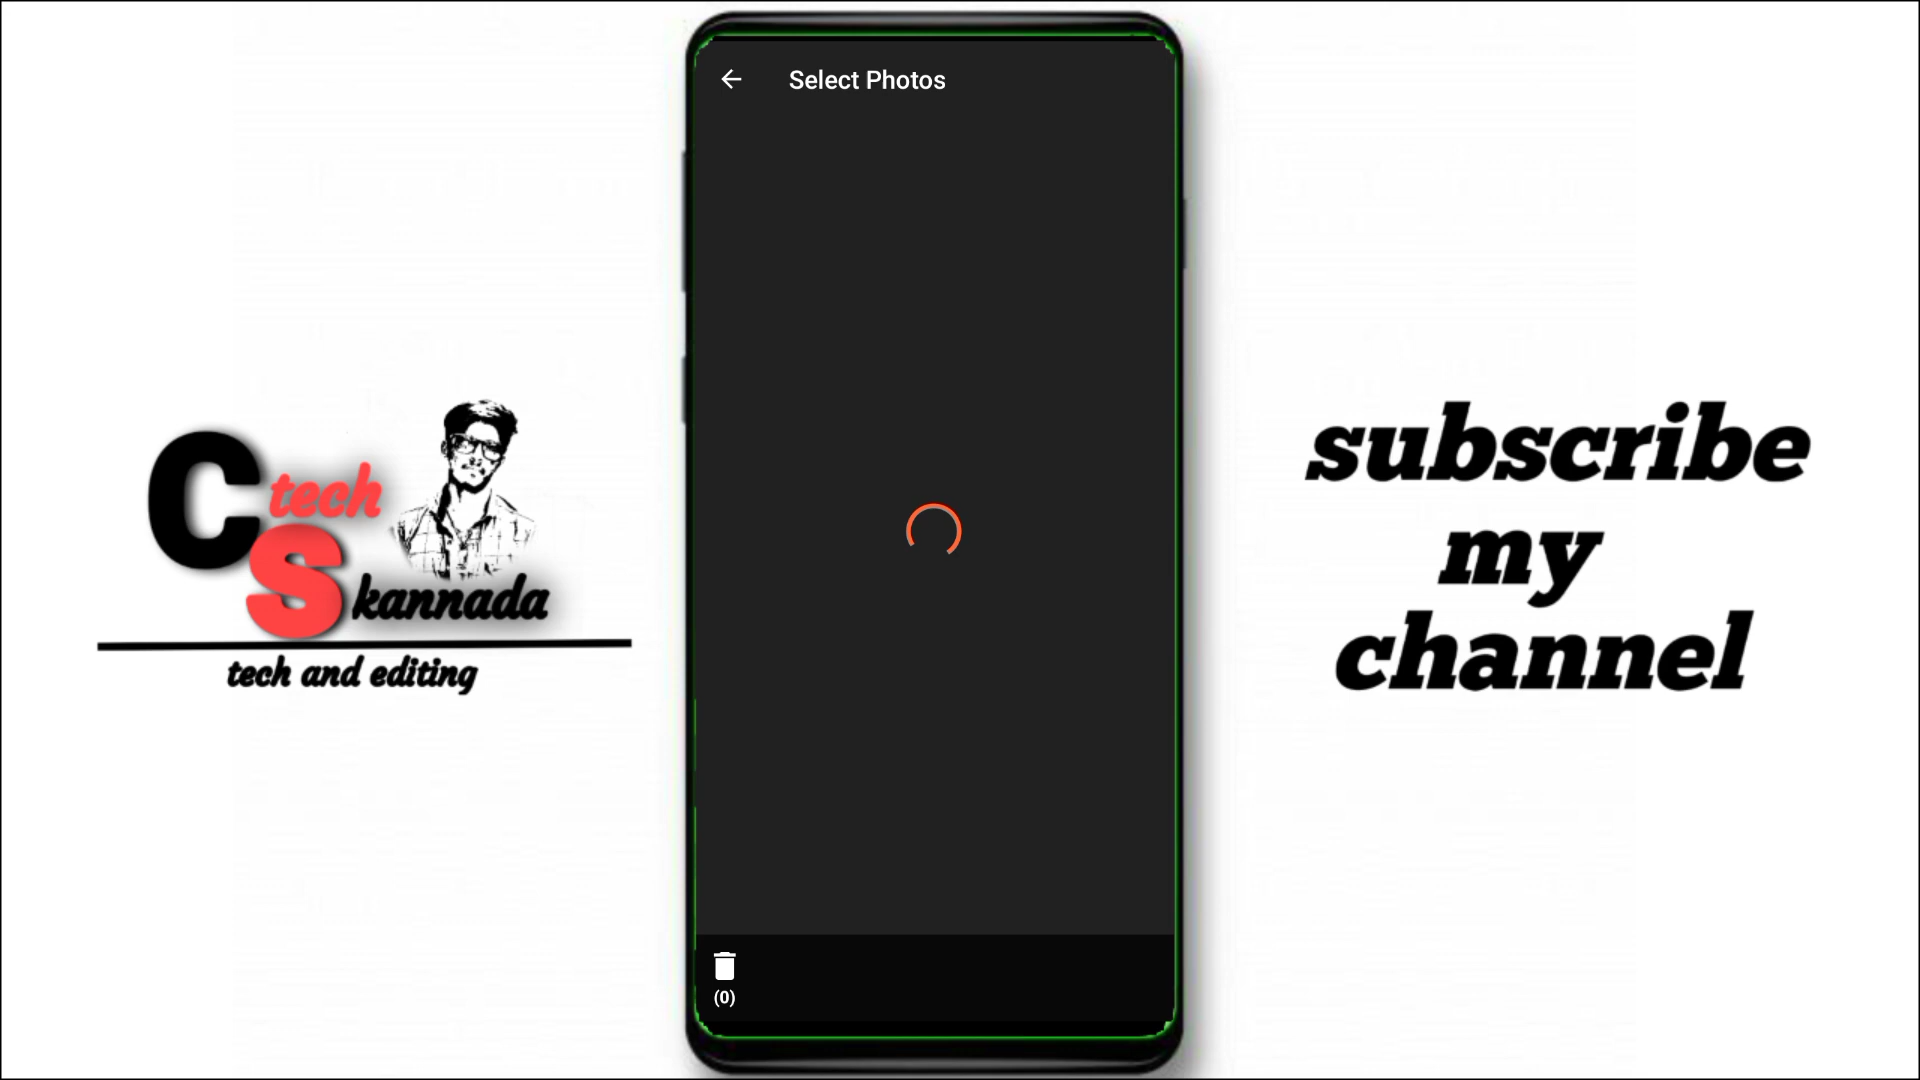 C tech
S kannada
tech and editing
Select Photos
(0)
subscribe
my
channel